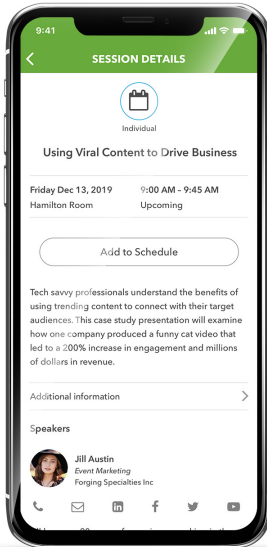 9:41
SESSION DETAILS
Individual
Using Viral Content to Drive Business
Friday Dec 13, 2019
9:00 AM – 9:45 AM
Hamilton Room
Upcoming
Add to Schedule
Tech savvy professionals understand the benefits of
using trending content to connect with their target
audiences. This case study presentation will examine
how one company produced a funny cat video that
led to a 200% increase in engagement and millions
of dollars in revenue.
Additional information
Speakers
Jill Austin
Event Marketing
Forging Specialties Inc